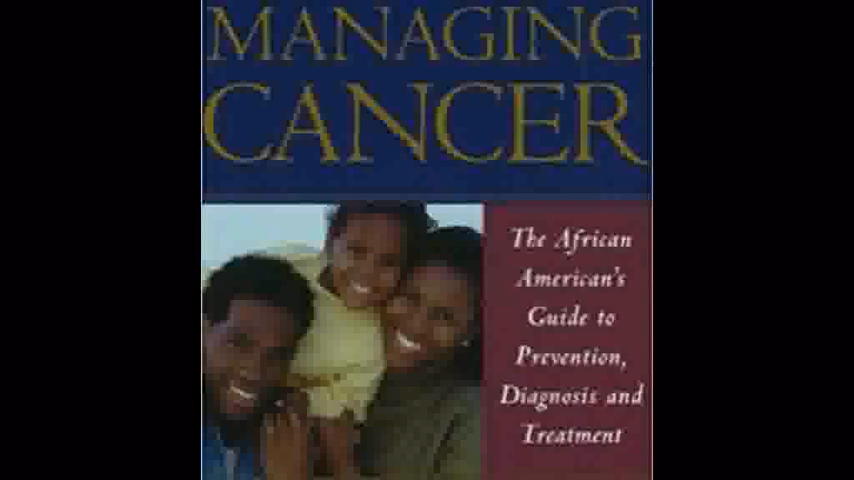 MANAGING
CANCER
The African
American's
Guide to
Prevention,
Diagnosis and
Treatment